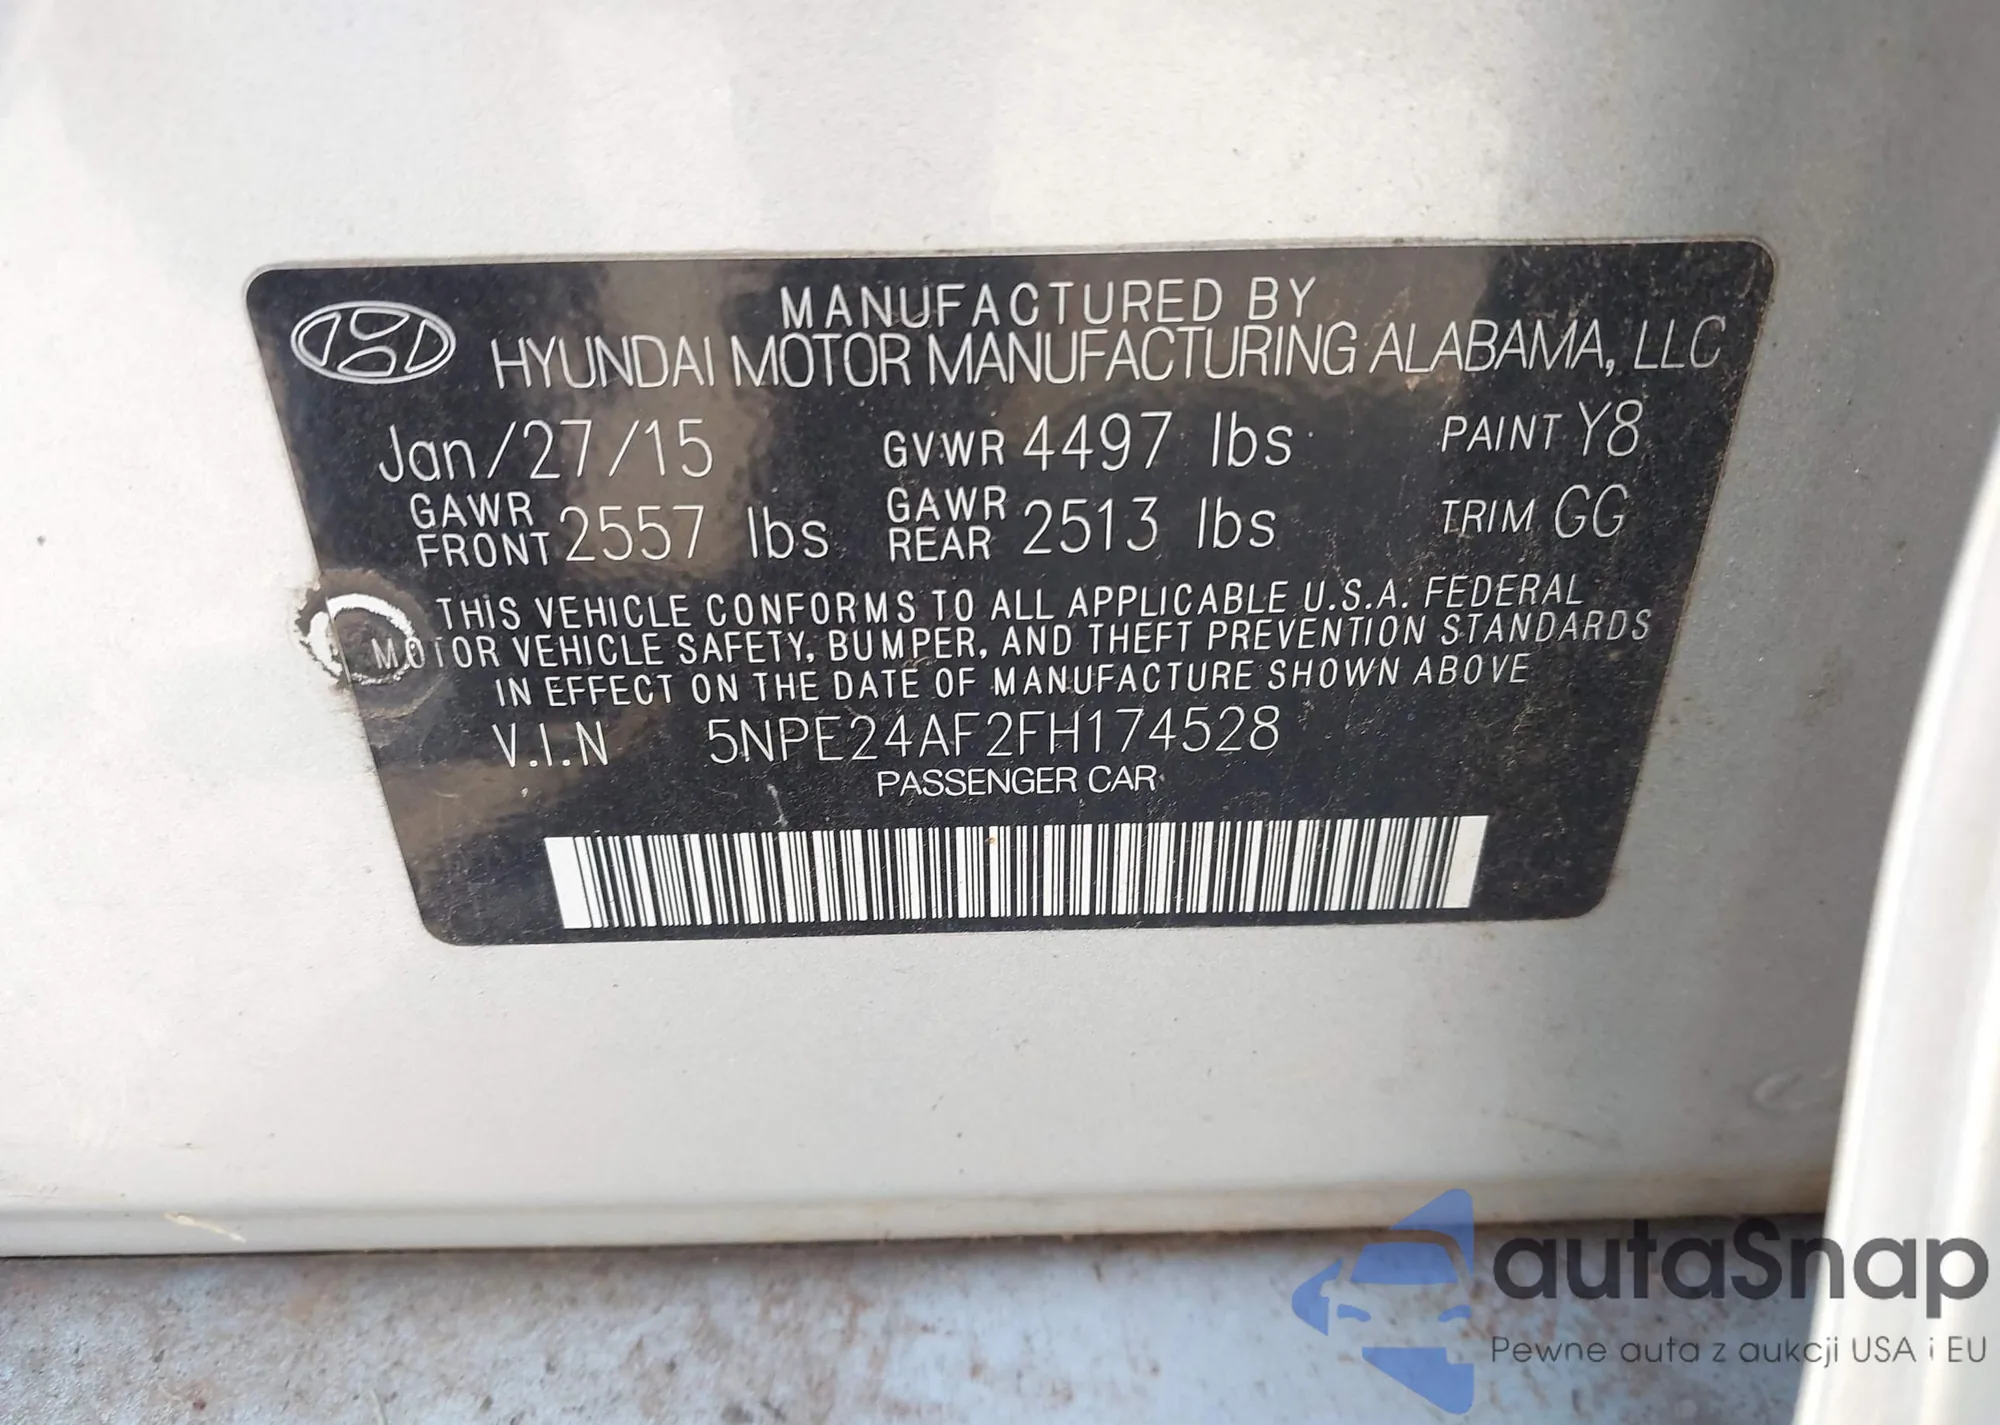 MANUFACTURED BY
HYUNDAI MOTOR MANUFACTURING ALABAMA, LLC
Jan/27/15 GVWR 4497 lbs PAINT Y8
GAWR FRONT 2557 lbs GAWR REAR 2513 lbs TRIM GG
THIS VEHICLE CONFORMS TO ALL APPLICABLE U.S.A. FEDERAL
MOTOR VEHICLE SAFETY, BUMPER, AND THEFT PREVENTION STANDARDS
IN EFFECT ON THE DATE OF MANUFACTURE SHOWN ABOVE
V.I.N 5NPE24AF2FH174528
PASSENGER CAR
autaSnap
Pewne auta z aukcji USA i EU